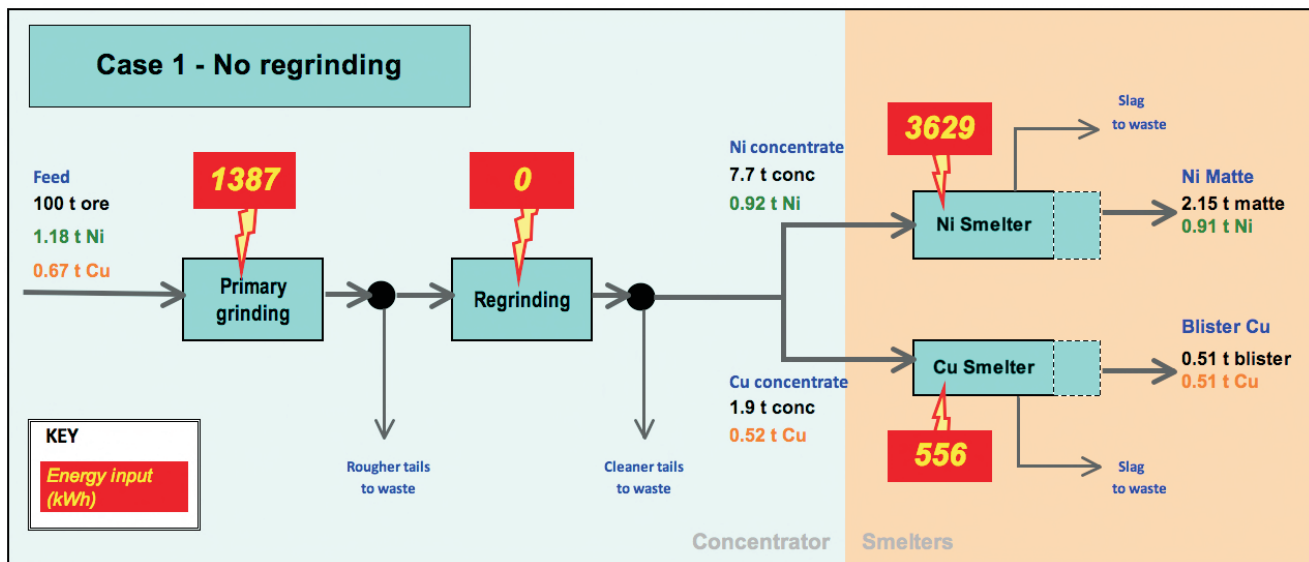 Case 1 - No regrinding
Feed
100 t ore
1.18 t Ni
0.67 t Cu
1387
Primary
grinding
0
Regrinding
Rougher tails
to waste
Cleaner tails
to waste
Ni concentrate
7.7 t conc
0.92 t Ni
Cu concentrate
1.9 t conc
0.52 t Cu
3629
Ni Smelter
Slag
to waste
Ni Matte
2.15 t matte
0.91 t Ni
Cu Smelter
556
Slag
to waste
Blister Cu
0.51 t blister
0.51 t Cu
KEY
Energy input
(kWh)
Concentrator
Smelters